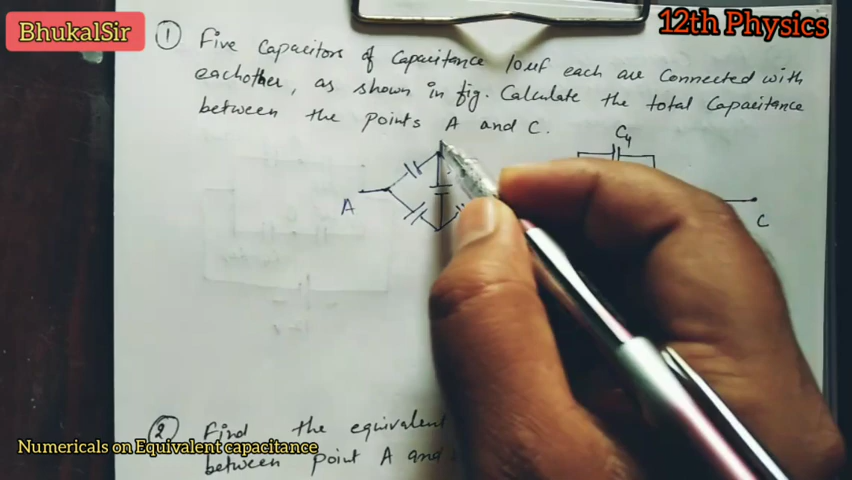 BhukalSir
12th Physics
1 Five Capacitors of Capacitance 10uf each are Connected with
eachother, as shown in fig. Calculate the total Capacitance
between the points A and C.
C4
A
C
2 Find the equivalent
Numericals on Equivalent capacitance
between point A and